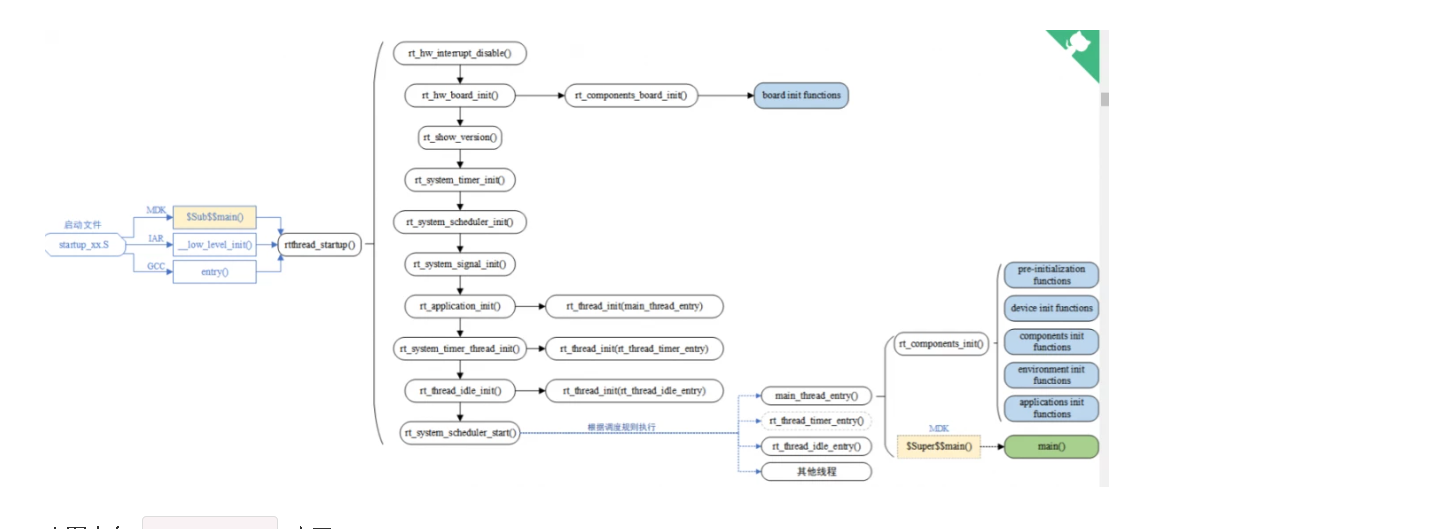 rt_hw_interrupt_disable()
rt_hw_board_init()
rt_components_board_init()
board init functions
rt_show_version()
rt_system_timer_init()
rt_system_scheduler_init()
启动文件
startup_xx.S
MDK
$Sub$$main()
IAR
__low_level_init()
GCC
entry()
rtthread_startup()
rt_system_signal_init()
rt_application_init()
rt_thread_init(main_thread_entry)
rt_system_timer_thread_init()
rt_thread_init(rt_thread_timer_entry)
rt_thread_idle_init()
rt_thread_init(rt_thread_idle_entry)
rt_system_scheduler_start()
根据调度规则执行
main_thread_entry()
rt_thread_timer_entry()
rt_thread_idle_entry()
其他线程
rt_components_init()
pre-initialization
functions
device init functions
components init
functions
environment init
functions
applications init
functions
MDK
$Super$$main()
main()